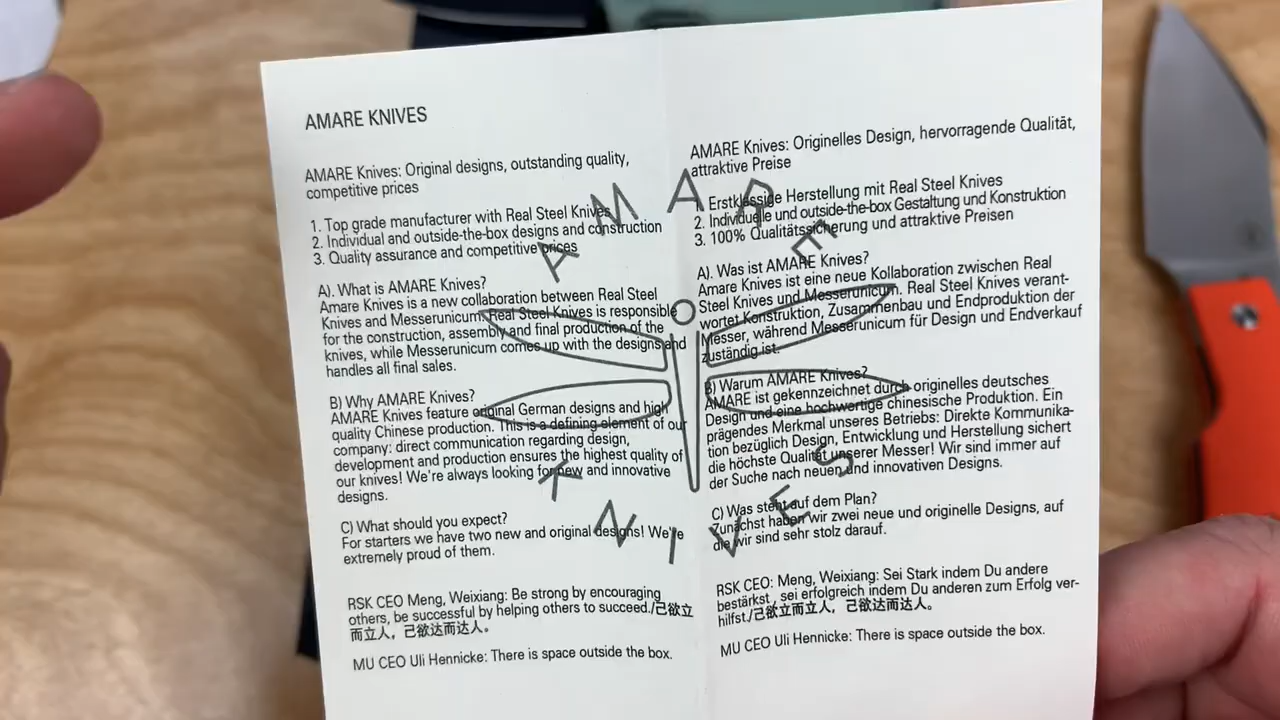 AMARE KNIVES
AMARE Knives: Original designs, outstanding quality,
competitive prices
1. Top grade manufacturer with Real Steel Knives
2. Individual and outside-the-box designs and construction
3. Quality assurance and competitive prices
A). What is AMARE Knives?
Amare Knives is a new collaboration between Real Steel
Knives and Messerunicum. Real Steel Knives is responsible
for the construction, assembly and final production of the
knives, while Messerunicum comes up with the designs and
handles all final sales.
B) Why AMARE Knives?
AMARE Knives feature original German designs and high
quality Chinese production. This is a defining element of our
company: direct communication regarding design,
development and production ensures the highest quality of
our knives! We're always looking for new and innovative
designs.
C) What should you expect?
For starters we have two new and original designs! We're
extremely proud of them.
RSK CEO Meng, Weixiang: Be strong by encouraging
others, be successful by helping others to succeed./己欲立
而立人，己欲达而达人。
MU CEO Uli Hennicke: There is space outside the box.
AMARE Knives: Originelles Design, hervorragende Qualität,
attraktive Preise
1. Erstklassige Herstellung mit Real Steel Knives
2. Individuelle und outside-the-box Gestaltung und Konstruktion
3. 100% Qualitätssicherung und attraktive Preisen
A). Was ist AMARE Knives?
Amare Knives ist eine neue Kollaboration zwischen Real
Steel Knives und Messerunicum. Real Steel Knives verant-
wortet Konstruktion, Zusammenbau und Endproduktion der
Messer, während Messerunicum für Design und Endverkauf
zuständig ist.
B) Warum AMARE Knives?
AMARE ist gekennzeichnet durch originelles deutsches
Design und eine hochwertige chinesische Produktion. Ein
prägendes Merkmal unseres Betriebs: Direkte Kommunika-
tion bezüglich Design, Entwicklung und Herstellung sichert
die höchste Qualität unserer Messer! Wir sind immer auf
der Suche nach neuen und innovativen Designs.
C) Was steht auf dem Plan?
Zunächst haben wir zwei neue und originelle Designs, auf
die wir sind sehr stolz darauf.
RSK CEO: Meng, Weixiang: Sei Stark indem Du andere
bestärkst , sei erfolgreich indem Du anderen zum Erfolg ver-
hilfst./己欲立而立人，己欲达而达人。
MU CEO Uli Hennicke: There is space outside the box.
AMARE
KNIVES